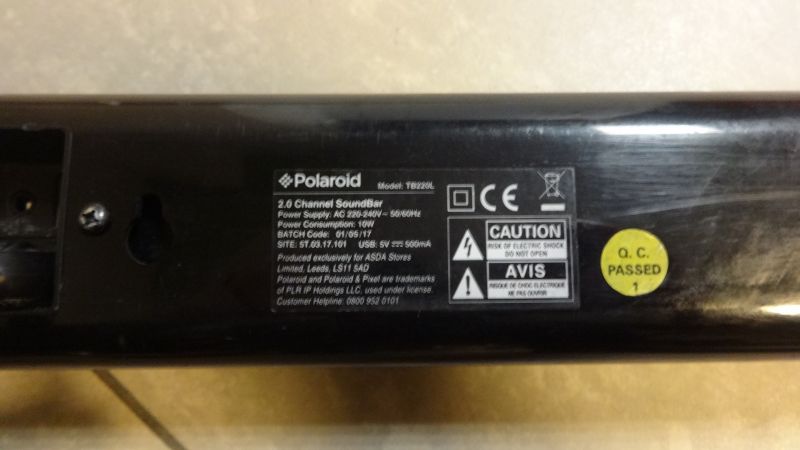 Polaroid Model: TB220L
2.0 Channel SoundBar
Power Supply: AC 220-240V~ 50/60Hz
Power Consumption: 10W
BATCH Code: 01/05/17
SITE: ST.03.17.101 USB: 5V⎓500mA
Produced exclusively for ASDA Stores
Limited, Leeds, LS11 5AD
Polaroid and Polaroid & Pixel are trademarks
of PLR IP Holdings LLC, used under license.
Customer Helpline: 0800 952 0101
CE
CAUTION
RISK OF ELECTRIC SHOCK
DO NOT OPEN
AVIS
RISQUE DE CHOC ELECTRIQUE
NE PAS OUVRIR
Q. C.
PASSED
1